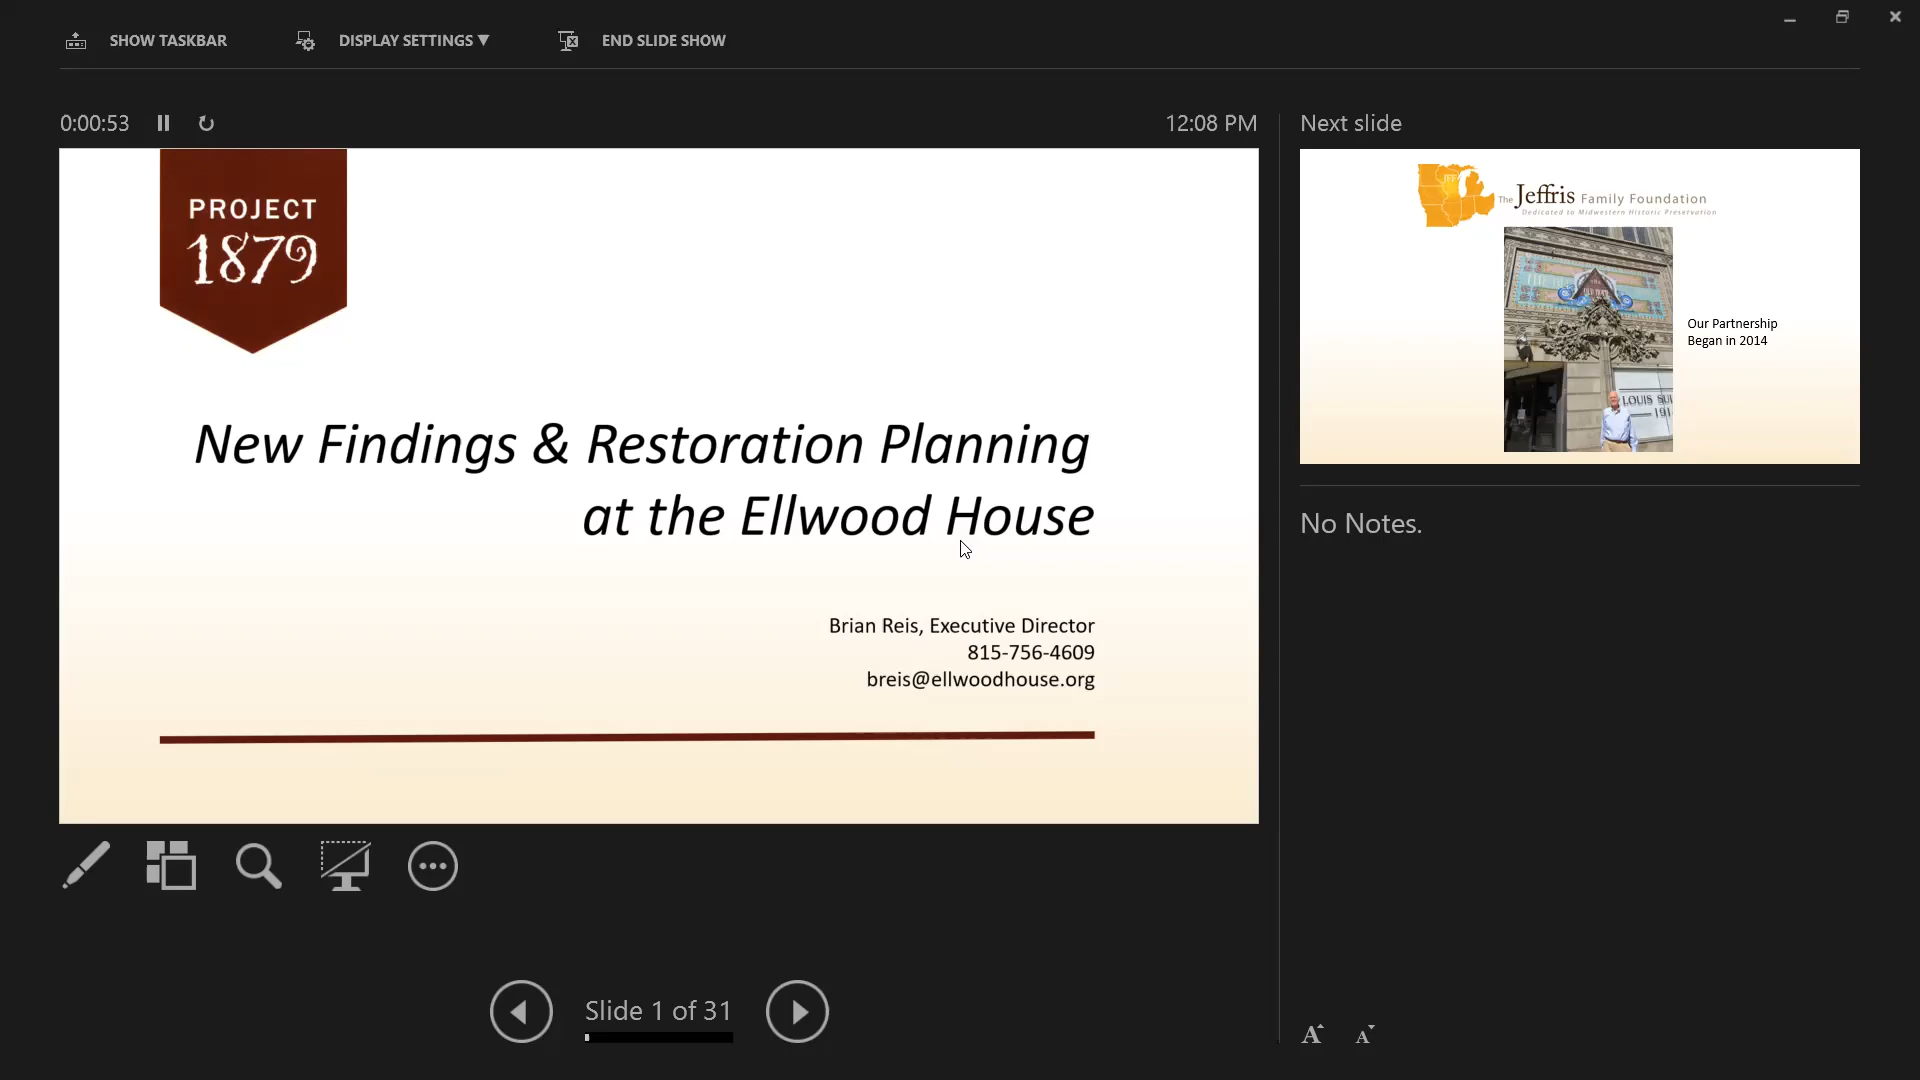 SHOW TASKBAR
DISPLAY SETTINGS ▼
END SLIDE SHOW
0:00:53
12:08 PM
PROJECT
1879
New Findings & Restoration Planning
at the Ellwood House
Brian Reis, Executive Director
815-756-4609
breis@ellwoodhouse.org
Next slide
JFF
The Jeffris Family Foundation
Dedicated to Midwestern Historic Preservation
LOUIS SU
191
Our Partnership
Began in 2014
No Notes.
Slide 1 of 31
A A